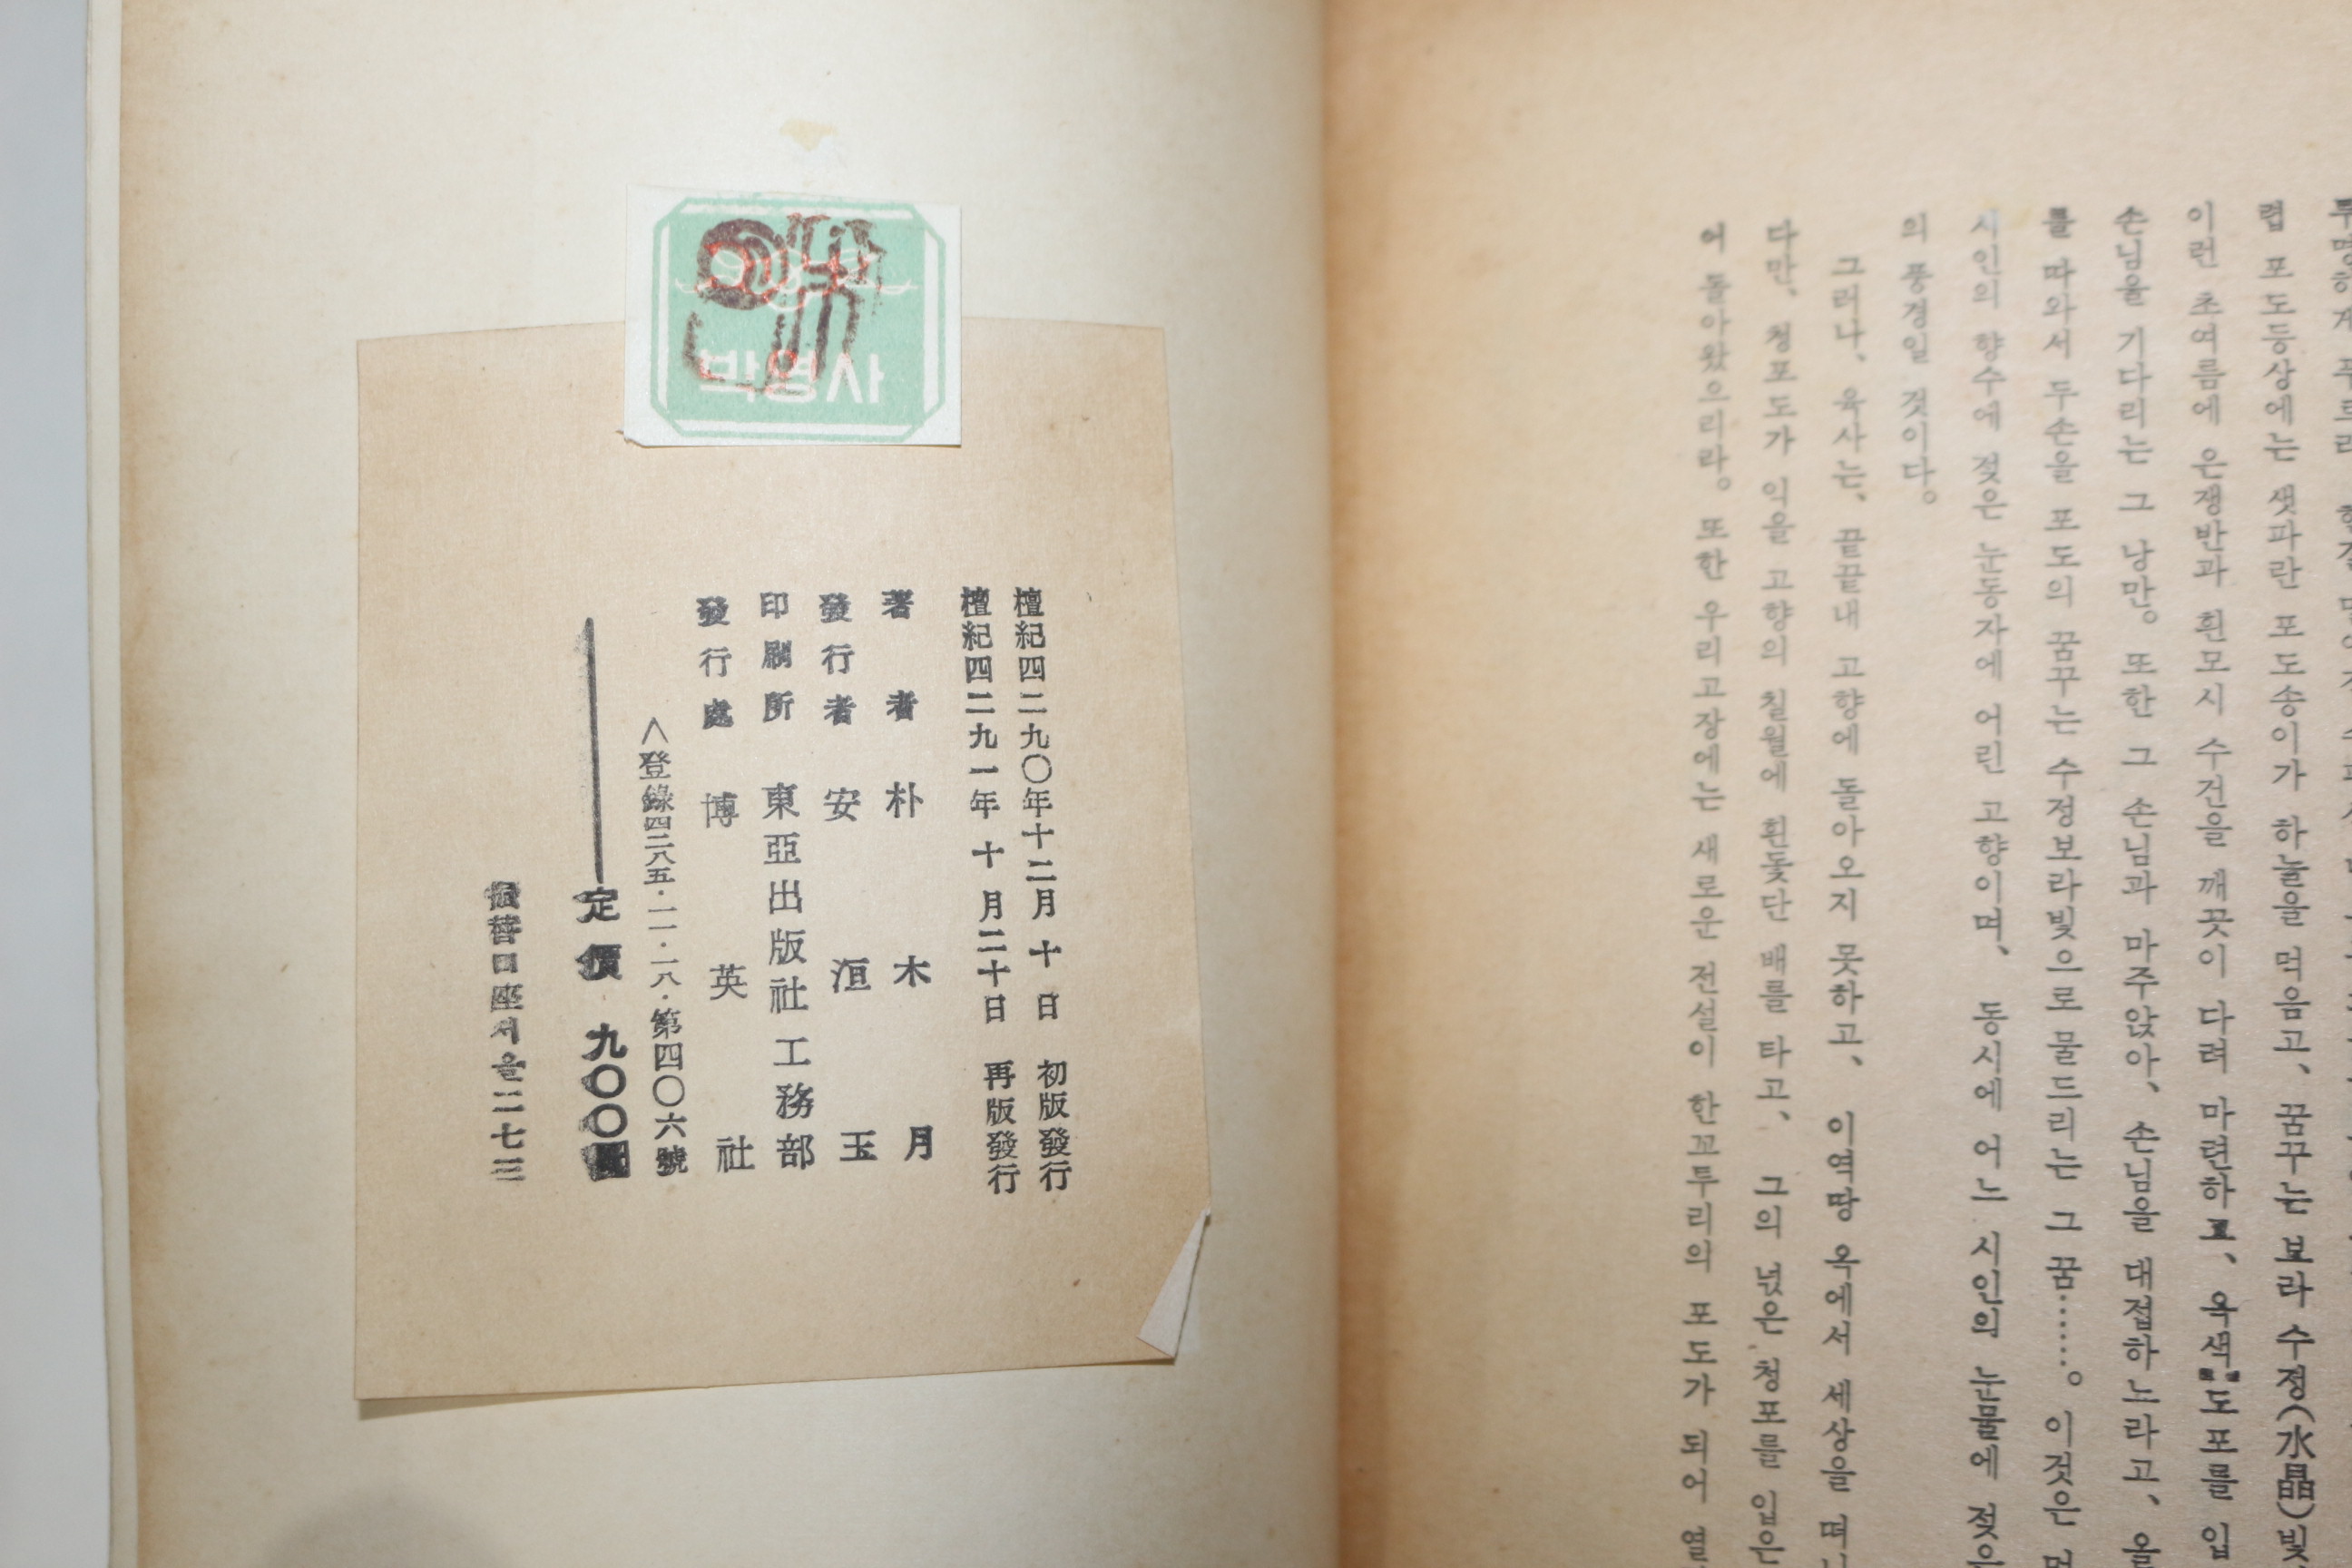 렵 포도등상에는 샛파란 포도송이가 하늘을 먹음고、 꿈꾸는 보라 수정(水晶)빛
이런 초여름에 은쟁반과 흰모시 수건을 깨끗이 다려 마련하고、 옥색 도포를 입
손님을 기다리는 그 낭만。 또한 그 손님과 마주앉아、 손님을 대접하노라고、
를 따와서 두손을 포도의 꿈꾸는 수정보라빛으로 물드리는 그 꿈……。 이것은
시인의 향수에 젖은 눈동자에 어린 고향이며、 동시에 어느 시인의 눈물에 젖은
의 풍경일 것이다。
그러나、 육사는、 끝끝내 고향에 돌아오지 못하고、 이역땅 옥에서 세상을
다만、 청포도가 익을 고향의 칠월에 흰돛단 배를 타고、 그의 넋은 청포를 입은
어 돌아왔으리라。 또한 우리고장에는 새로운 전설이 한꼬투리의 포도가 되어
박영사
檀紀四二九〇年十二月 十 日 初版發行
檀紀四二九一年 十 月二十日 再版發行
著者 朴木月
發行者 安洹玉
印刷所 東亞出版社工務部
發行處 博英社
<登錄四二八五・一一・一八・第四〇六號
定價 九〇〇圜
振替口座서울二七三